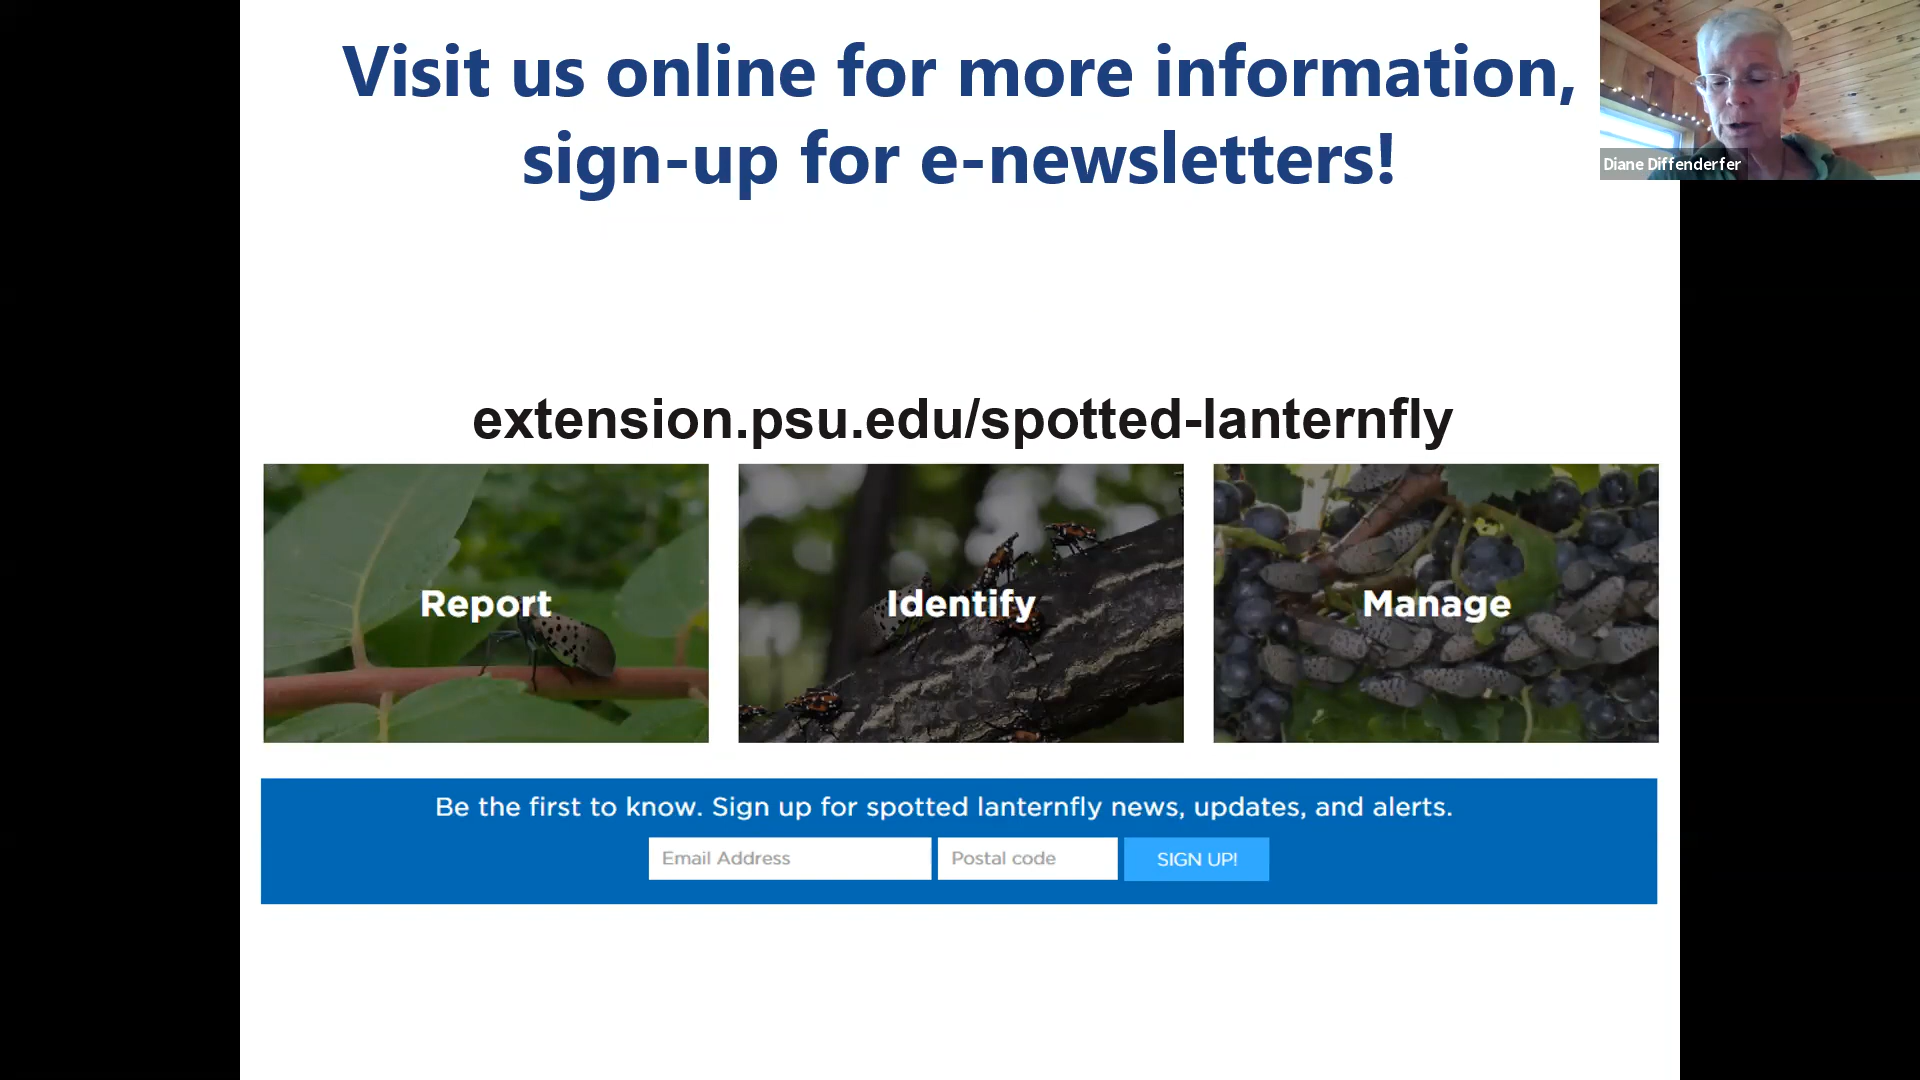 Visit us online for more information,
sign-up for e-newsletters!
Diane Diffenderfer
extension.psu.edu/spotted-lanternfly
Report
Identify
Manage
Be the first to know. Sign up for spotted lanternfly news, updates, and alerts.
Email Address
Postal code
SIGN UP!